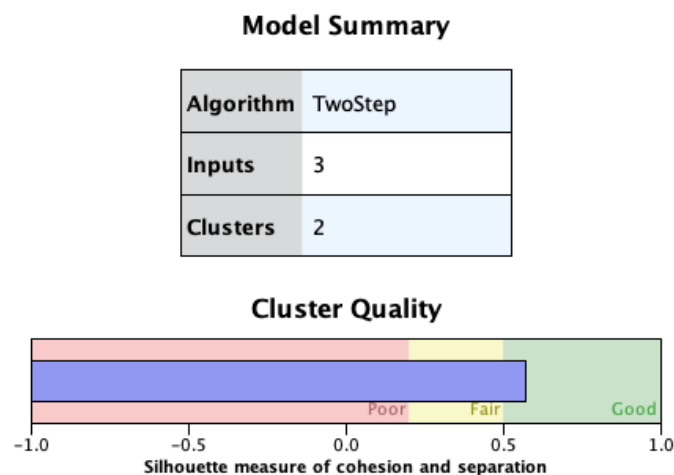 Model Summary
Algorithm TwoStep
Inputs 3
Clusters 2
Cluster Quality
Poor Fair Good
-1.0 -0.5 0.0 0.5 1.0
Silhouette measure of cohesion and separation